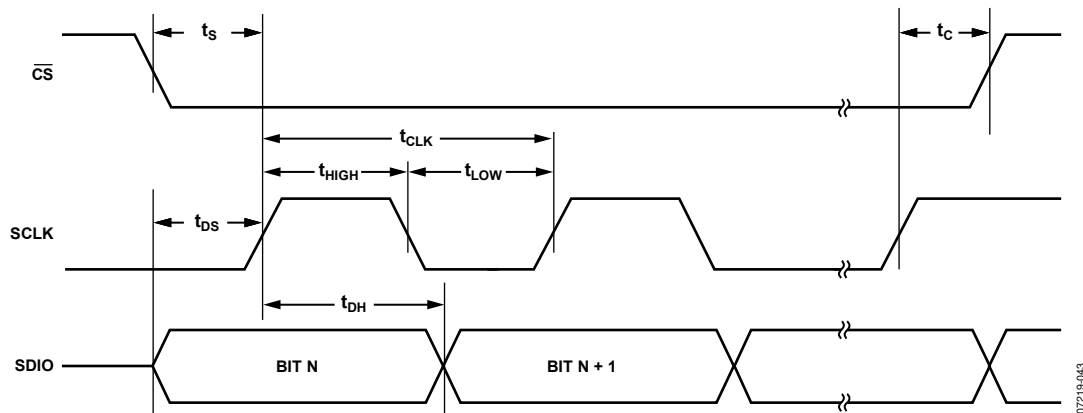 tS
tC
CS
tCLK
tHIGH
tLOW
tDS
SCLK
tDH
SDIO
BIT N
BIT N + 1
07219-043